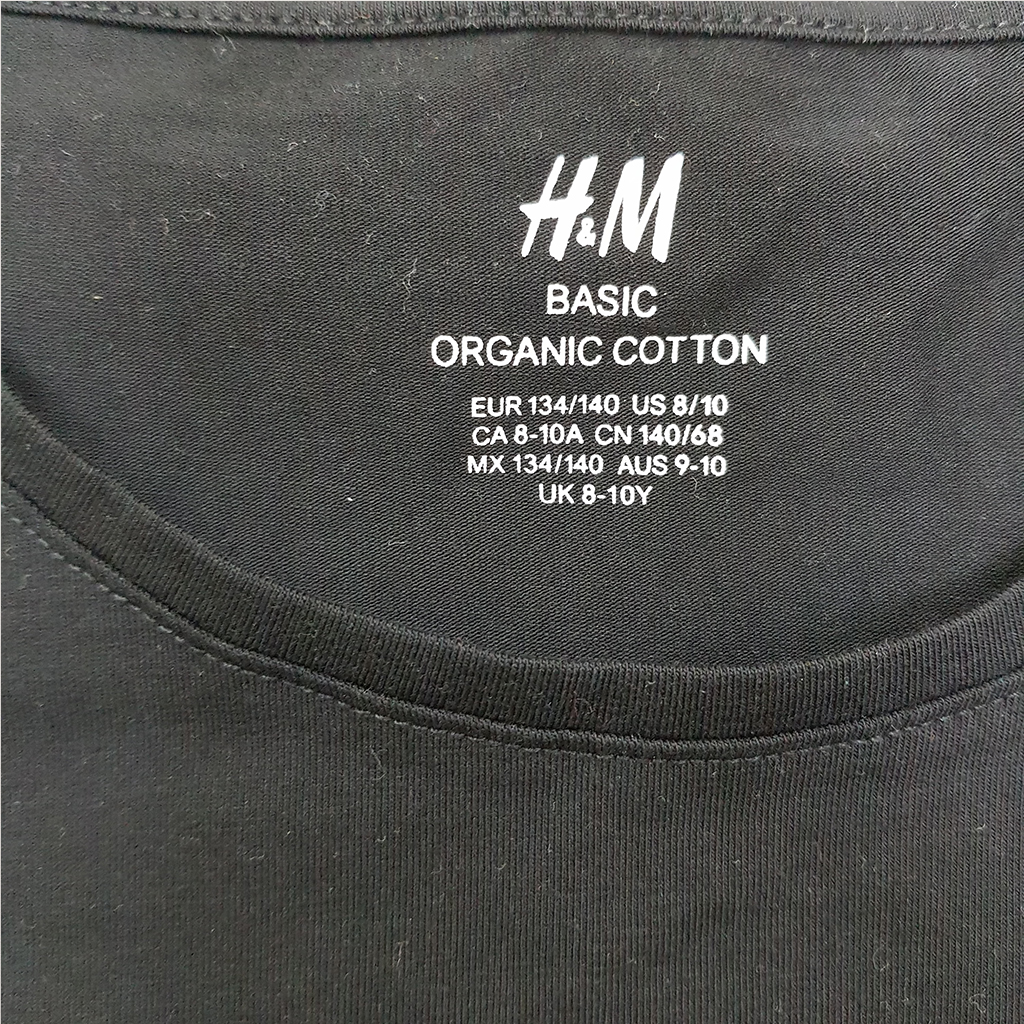 H&M
BASIC
ORGANIC COTTON
EUR 134/140 US 8/10
CA 8-10A CN 140/68
MX 134/140 AUS 9-10
UK 8-10Y